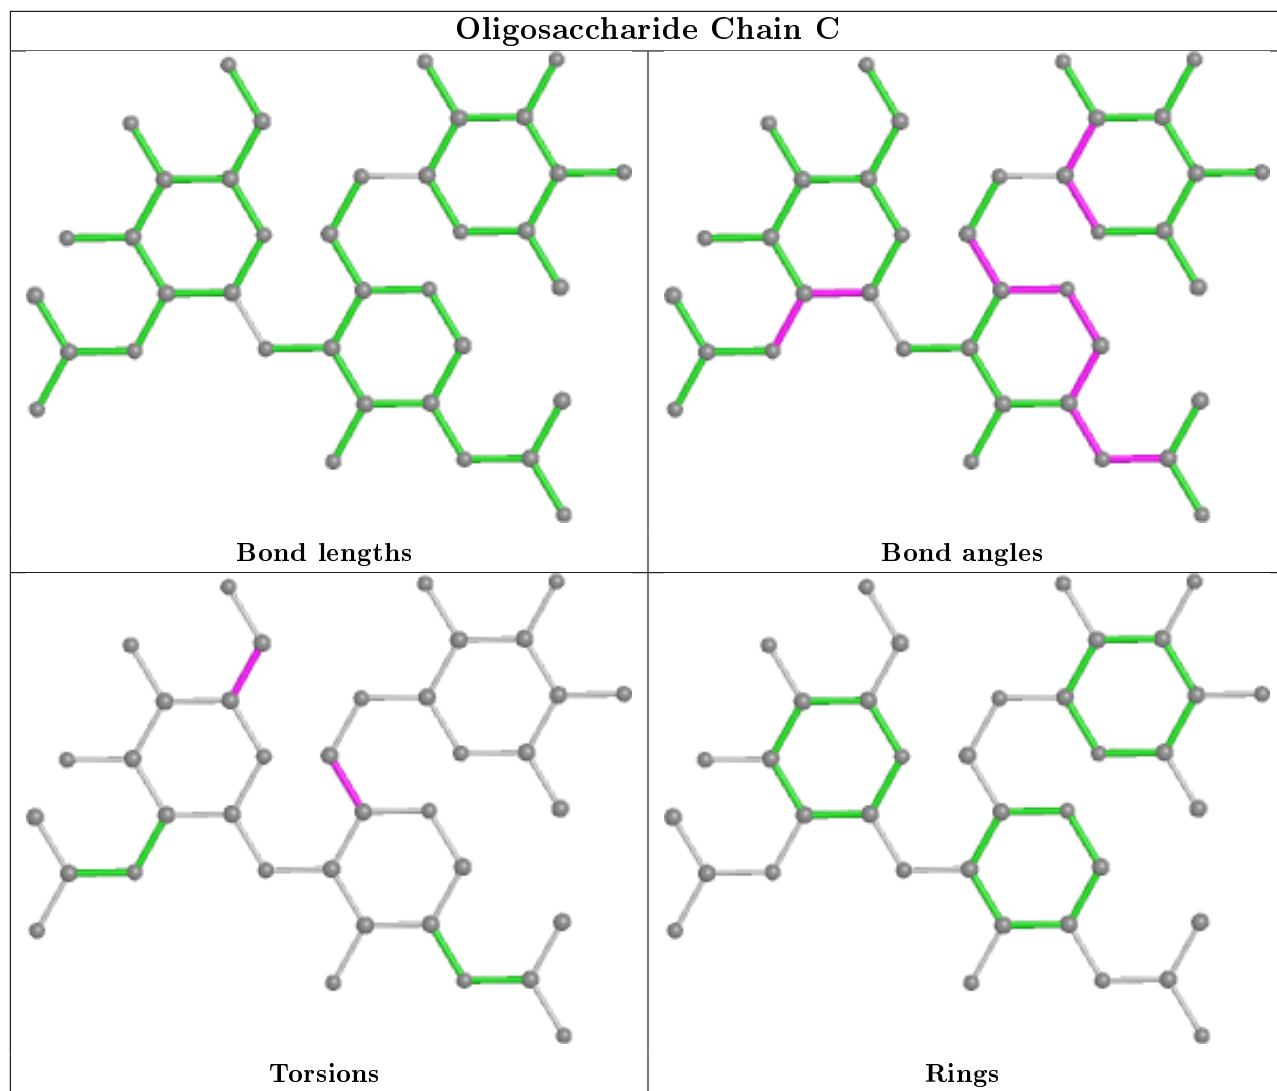 Oligosaccharide Chain C
Bond lengths
Bond angles
Torsions
Rings